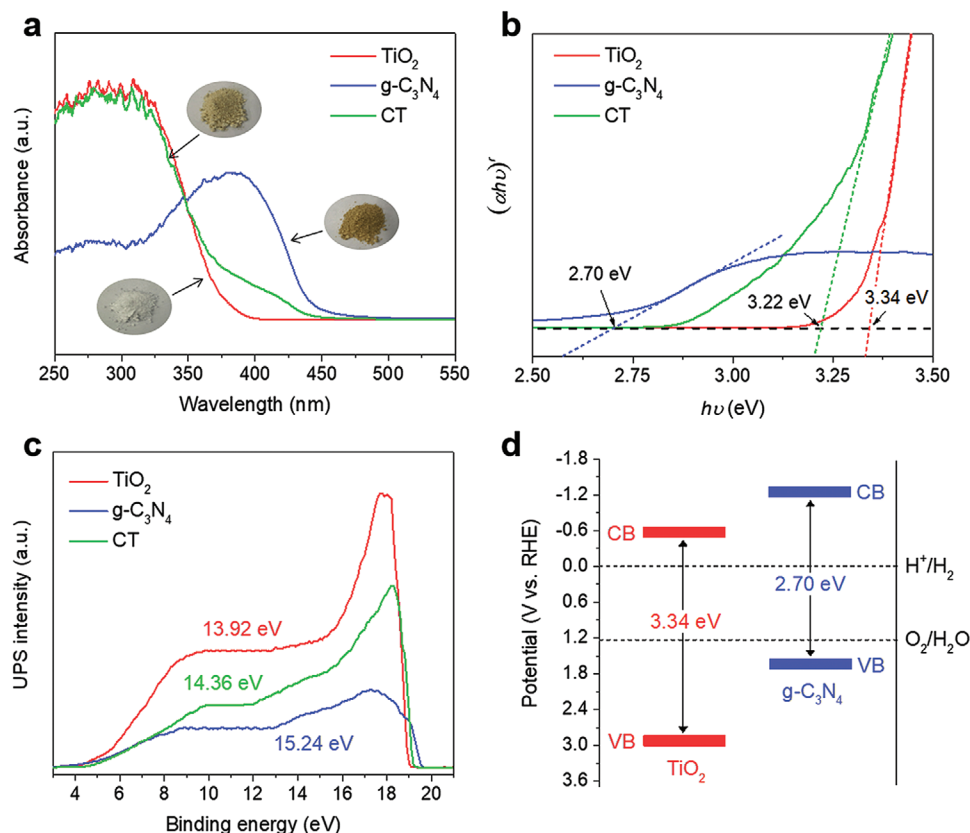 a
TiO₂
g-C₃N₄
CT
Absorbance (a.u.)
250 300 350 400 450 500 550
Wavelength (nm)
b
TiO₂
g-C₃N₄
CT
(αhυ)ʳ
2.70 eV
3.22 eV
3.34 eV
2.50 2.75 3.00 3.25 3.50
hυ (eV)
c
TiO₂
g-C₃N₄
CT
UPS intensity (a.u.)
13.92 eV
14.36 eV
15.24 eV
4 6 8 10 12 14 16 18 20
Binding energy (eV)
d
Potential (V vs. RHE)
-1.8
-1.2
-0.6
0.0
0.6
1.2
1.8
2.4
3.0
3.6
CB
3.34 eV
VB
TiO₂
CB
2.70 eV
VB
g-C₃N₄
H⁺/H₂
O₂/H₂O